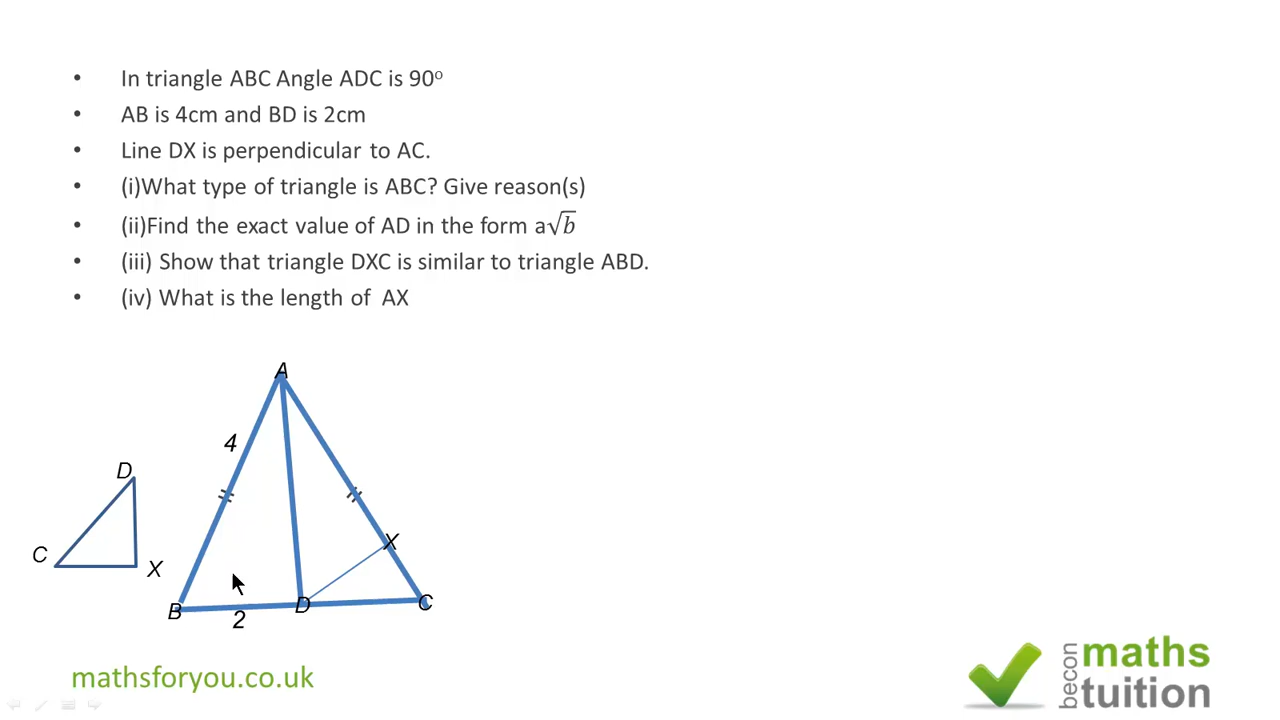 • In triangle ABC Angle ADC is 90º
• AB is 4cm and BD is 2cm
• Line DX is perpendicular to AC.
• (i)What type of triangle is ABC? Give reason(s)
• (ii)Find the exact value of AD in the form a√b
• (iii) Show that triangle DXC is similar to triangle ABD.
• (iv) What is the length of AX
A
4
D
X
C
X
B
D
C
2
mathsforyou.co.uk
becon
maths
tuition